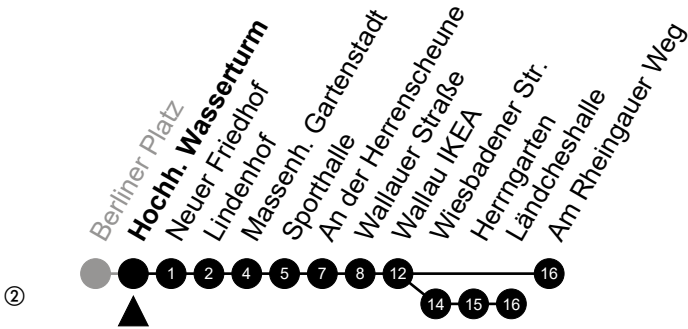 Berliner Platz
Hochh. Wasserturm
Neuer Friedhof
Lindenhof
Massenh. Gartenstadt
Sporthalle
An der Herrenscheune
Wallauer Straße
Wallau IKEA
Wiesbadener Str.
Herrngarten
Ländcheshalle
Am Rheingauer Weg
1 2 4 5 7 8 12 16
② 14 15 16